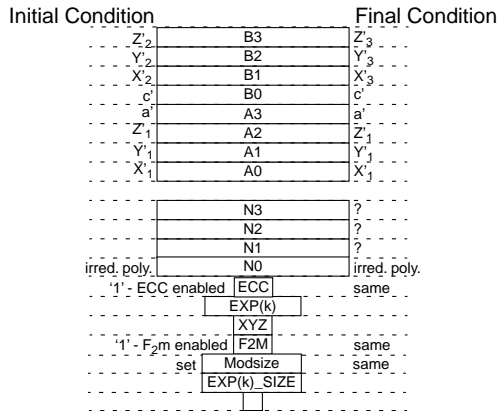 Initial Condition Final Condition
Z'2 B3 Z'3
Y'2 B2 Y'3
X'2 B1 X'3
c' B0 c'
a' A3 a'
Z'1 A2 Z'1
Y'1 A1 Y'1
X'1 A0 X'1
N3 ?
N2 ?
N1 ?
irred. poly. N0 irred. poly.
‘1’ - ECC enabled ECC same
EXP(k)
XYZ
‘1’ - F2m enabled F2M same
set Modsize same
EXP(k)_SIZE